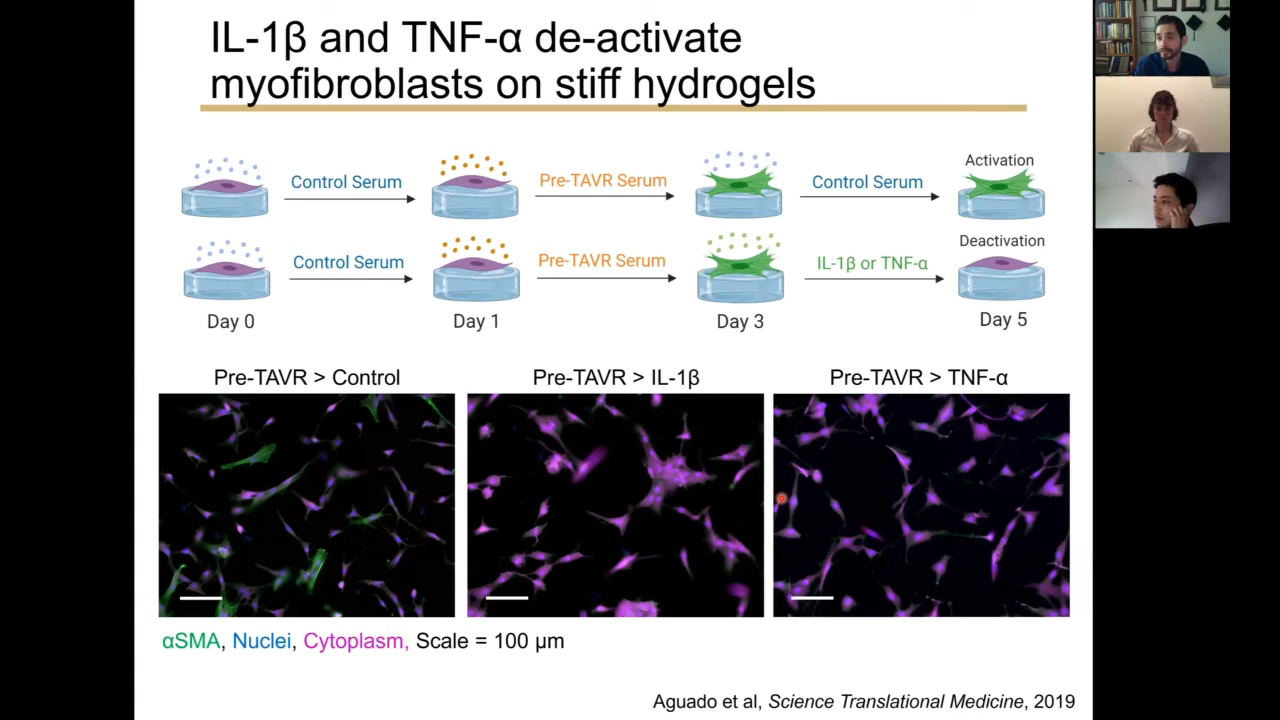 IL-1β and TNF-α de-activate
myofibroblasts on stiff hydrogels
Control Serum
Pre-TAVR Serum
Control Serum
Activation
Control Serum
Pre-TAVR Serum
IL-1β or TNF-α
Deactivation
Day 0
Day 1
Day 3
Day 5
Pre-TAVR > Control
Pre-TAVR > IL-1β
Pre-TAVR > TNF-α
αSMA, Nuclei, Cytoplasm, Scale = 100 μm
Aguado et al, Science Translational Medicine, 2019